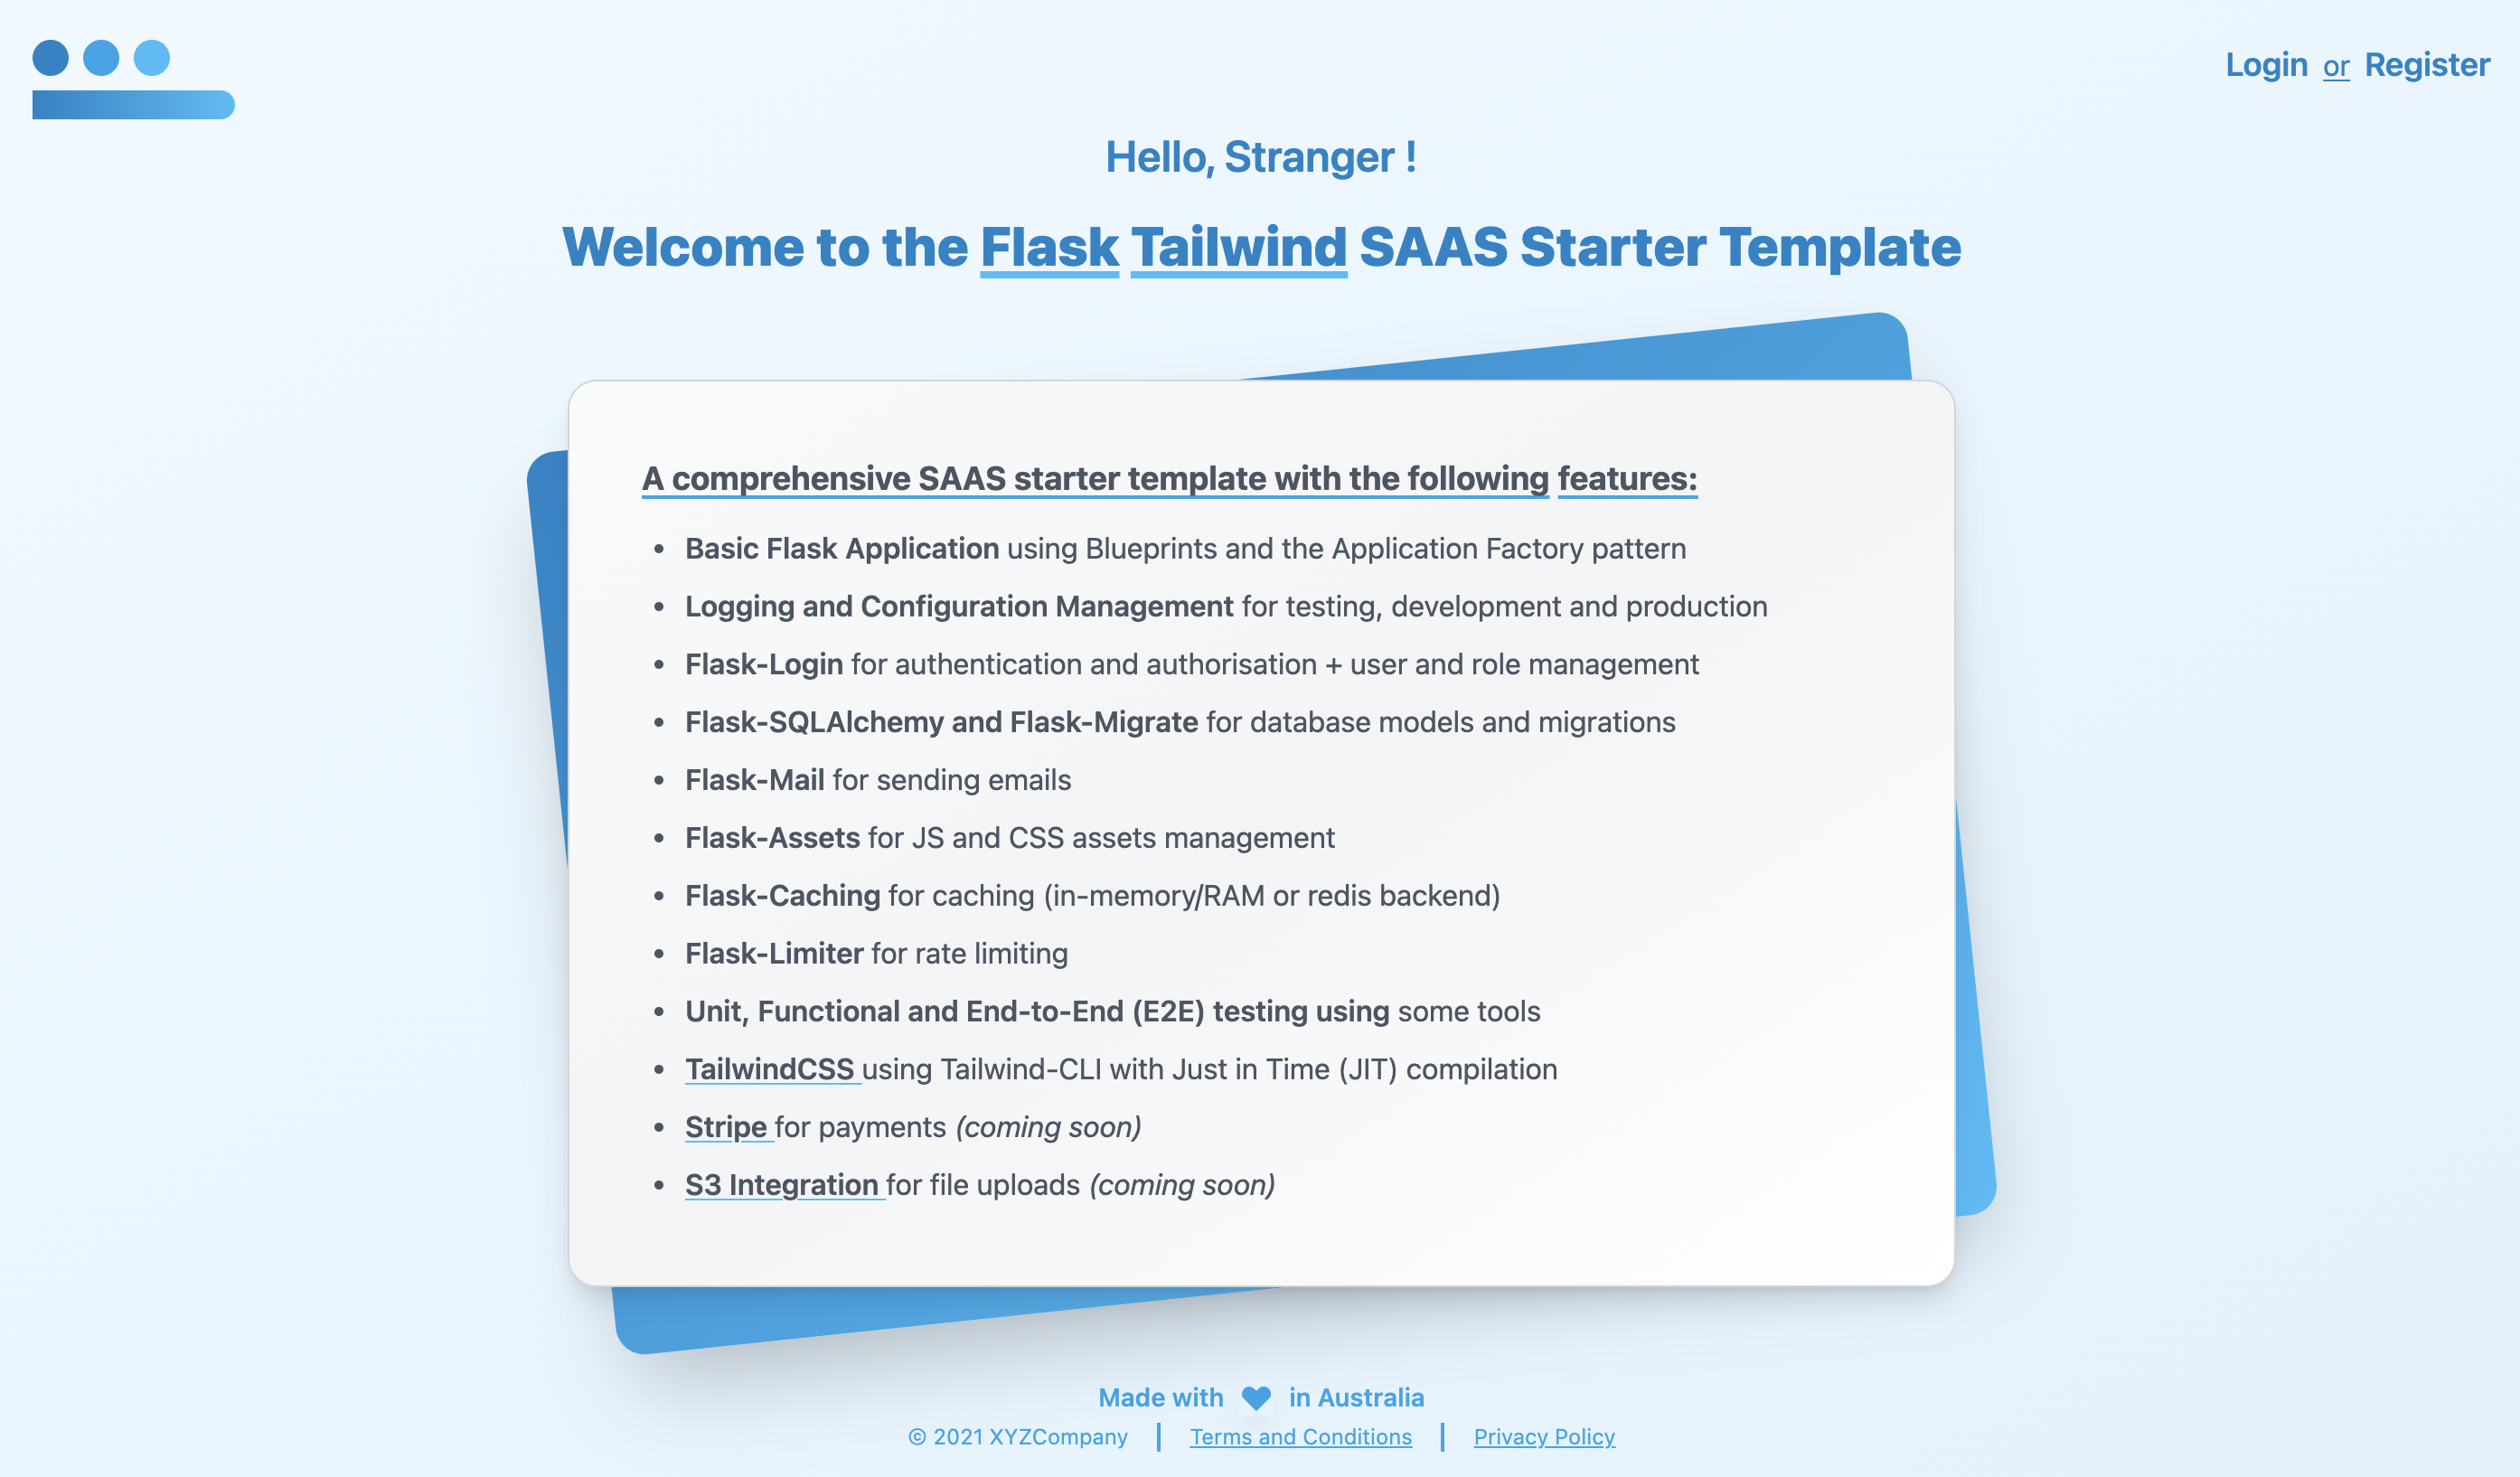 Login or Register
Hello, Stranger !
Welcome to the Flask Tailwind SAAS Starter Template
A comprehensive SAAS starter template with the following features:
• Basic Flask Application using Blueprints and the Application Factory pattern
• Logging and Configuration Management for testing, development and production
• Flask-Login for authentication and authorisation + user and role management
• Flask-SQLAlchemy and Flask-Migrate for database models and migrations
• Flask-Mail for sending emails
• Flask-Assets for JS and CSS assets management
• Flask-Caching for caching (in-memory/RAM or redis backend)
• Flask-Limiter for rate limiting
• Unit, Functional and End-to-End (E2E) testing using some tools
• TailwindCSS using Tailwind-CLI with Just in Time (JIT) compilation
• Stripe for payments (coming soon)
• S3 Integration for file uploads (coming soon)
Made with in Australia
© 2021 XYZCompany | Terms and Conditions | Privacy Policy